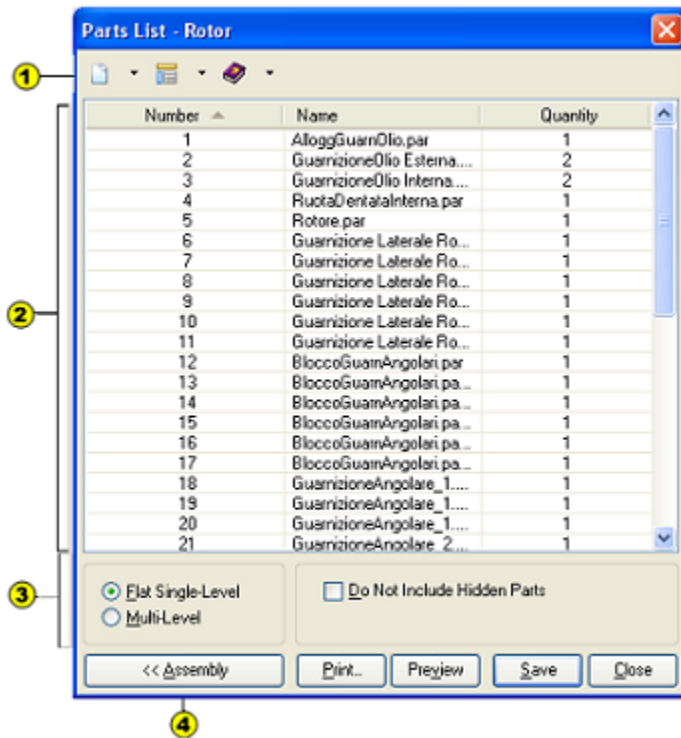 Parts List - Rotor
1
Number Name Quantity
1 AlloggGuarnOlio.par 1
2 GuarnizioneOlio Esterna.... 2
3 GuarnizioneOlio Interna.... 2
4 RuotaDentataInterna.par 1
5 Rotore.par 1
6 Guarnizione Laterale Ro... 1
7 Guarnizione Laterale Ro... 1
8 Guarnizione Laterale Ro... 1
9 Guarnizione Laterale Ro... 1
10 Guarnizione Laterale Ro... 1
11 Guarnizione Laterale Ro... 1
12 BloccoGuarnAngolari.par 1
13 BloccoGuarnAngolari.pa... 1
14 BloccoGuarnAngolari.pa... 1
15 BloccoGuarnAngolari.pa... 1
16 BloccoGuarnAngolari.pa... 1
17 BloccoGuarnAngolari.pa... 1
18 GuarnizioneAngolare_1.... 1
19 GuarnizioneAngolare_1.... 1
20 GuarnizioneAngolare_1.... 1
21 GuarnizioneAngolare_2.... 1
2
3
Flat Single-Level Do Not Include Hidden Parts
Multi-Level
<< Assembly Print.. Preview Save Close
4